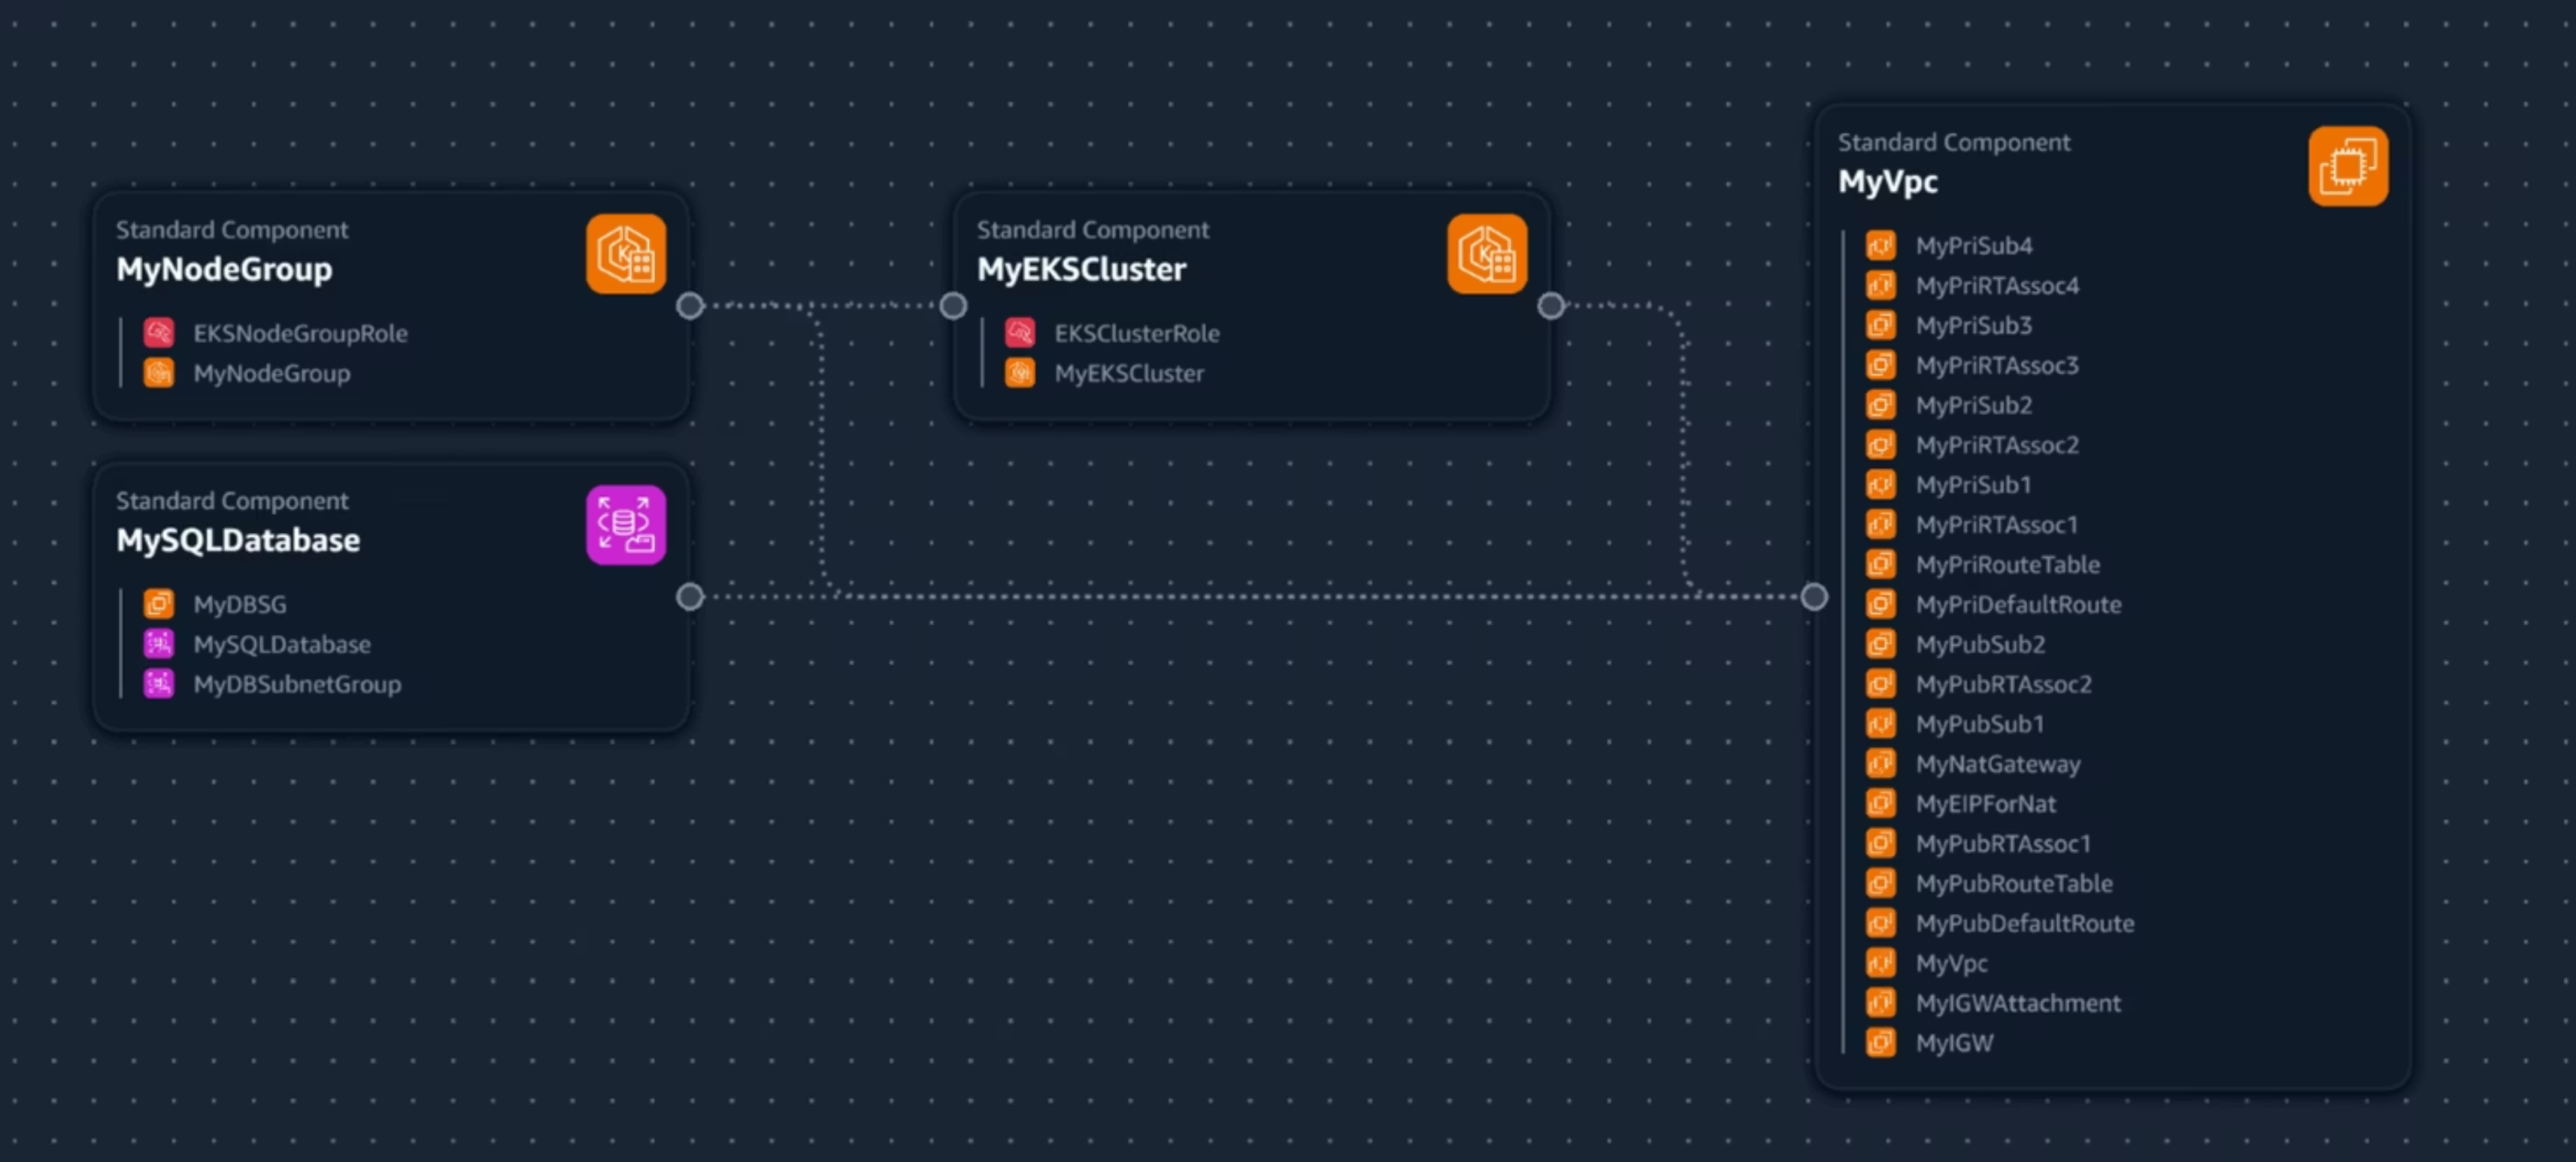 Standard Component
MyNodeGroup
EKSNodeGroupRole
MyNodeGroup
Standard Component
MySQLDatabase
MyDBSG
MySQLDatabase
MyDBSubnetGroup
Standard Component
MyEKSCluster
EKSClusterRole
MyEKSCluster
Standard Component
MyVpc
MyPriSub4
MyPriRTAssoc4
MyPriSub3
MyPriRTAssoc3
MyPriSub2
MyPriRTAssoc2
MyPriSub1
MyPriRTAssoc1
MyPriRouteTable
MyPriDefaultRoute
MyPubSub2
MyPubRTAssoc2
MyPubSub1
MyNatGateway
MyEIPForNat
MyPubRTAssoc1
MyPubRouteTable
MyPubDefaultRoute
MyVpc
MyIGWAttachment
MyIGW